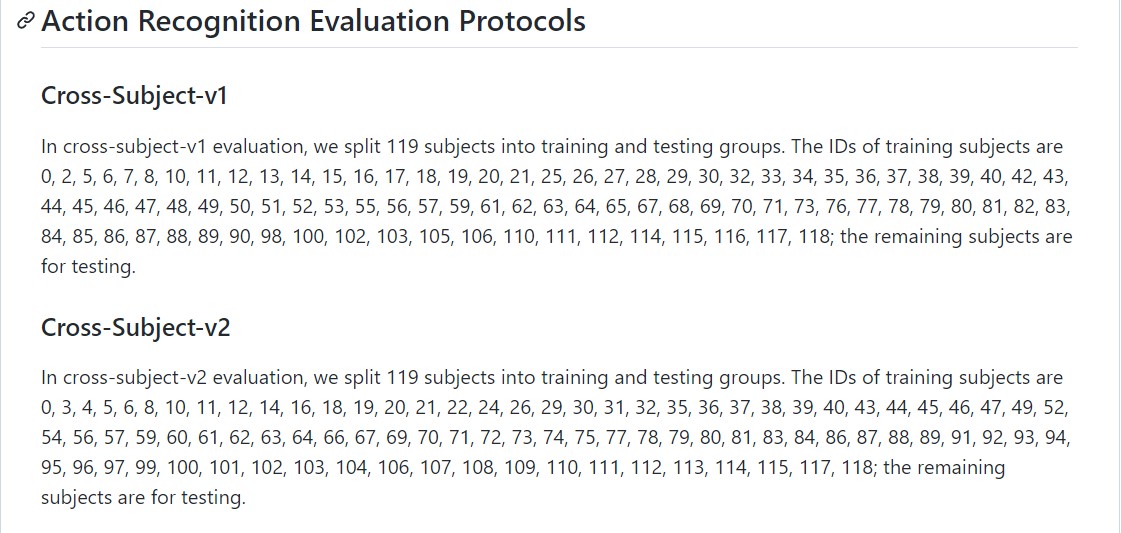 Action Recognition Evaluation Protocols
Cross-Subject-v1
In cross-subject-v1 evaluation, we split 119 subjects into training and testing groups. The IDs of training subjects are
0, 2, 5, 6, 7, 8, 10, 11, 12, 13, 14, 15, 16, 17, 18, 19, 20, 21, 25, 26, 27, 28, 29, 30, 32, 33, 34, 35, 36, 37, 38, 39, 40, 42, 43,
44, 45, 46, 47, 48, 49, 50, 51, 52, 53, 55, 56, 57, 59, 61, 62, 63, 64, 65, 67, 68, 69, 70, 71, 73, 76, 77, 78, 79, 80, 81, 82, 83,
84, 85, 86, 87, 88, 89, 90, 98, 100, 102, 103, 105, 106, 110, 111, 112, 114, 115, 116, 117, 118; the remaining subjects are
for testing.
Cross-Subject-v2
In cross-subject-v2 evaluation, we split 119 subjects into training and testing groups. The IDs of training subjects are
0, 3, 4, 5, 6, 8, 10, 11, 12, 14, 16, 18, 19, 20, 21, 22, 24, 26, 29, 30, 31, 32, 35, 36, 37, 38, 39, 40, 43, 44, 45, 46, 47, 49, 52,
54, 56, 57, 59, 60, 61, 62, 63, 64, 66, 67, 69, 70, 71, 72, 73, 74, 75, 77, 78, 79, 80, 81, 83, 84, 86, 87, 88, 89, 91, 92, 93, 94,
95, 96, 97, 99, 100, 101, 102, 103, 104, 106, 107, 108, 109, 110, 111, 112, 113, 114, 115, 117, 118; the remaining
subjects are for testing.